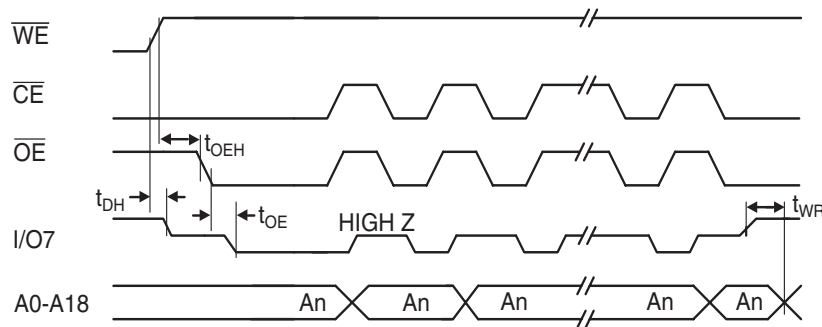 WE
CE
OE
tOEH
tDH
tOE
HIGH Z
tWR
I/O7
A0-A18
An An An An An